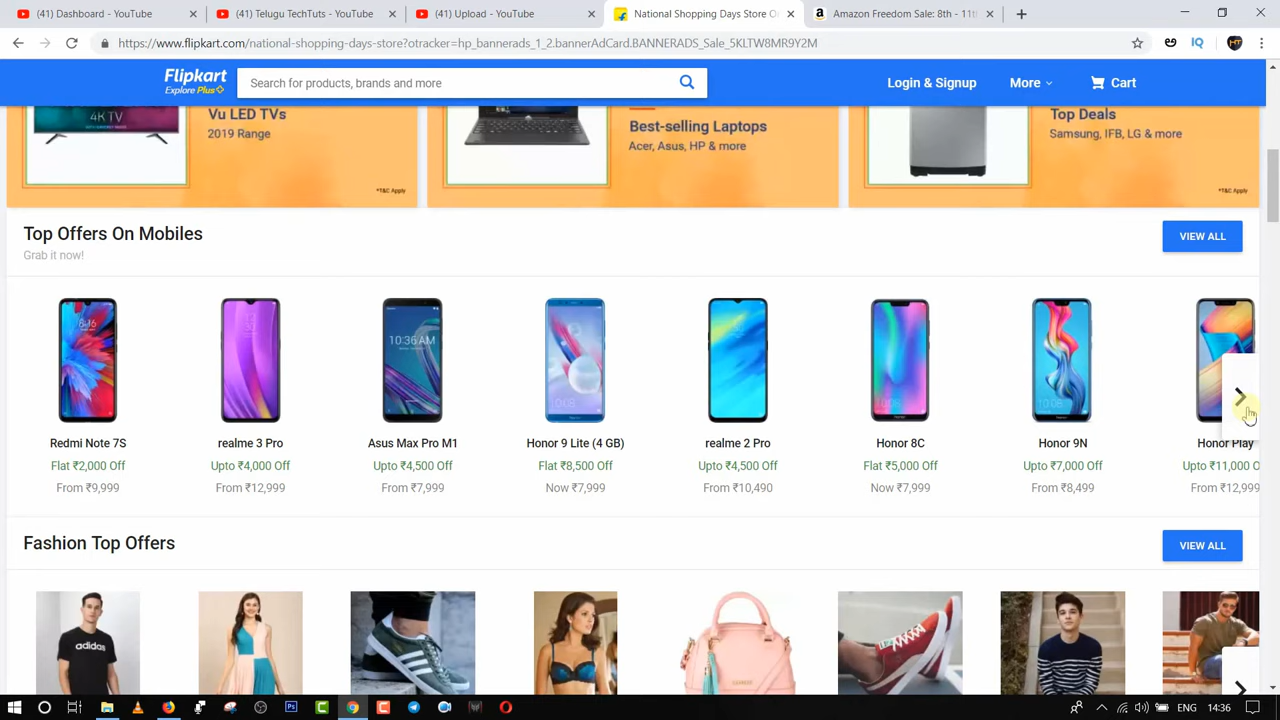 (41) Dashboard - YouTube
(41) Telugu TechTuts - YouTube
(41) Upload - YouTube
National Shopping Days Store O
Amazon Freedom Sale: 8th - 11t
https://www.flipkart.com/national-shopping-days-store?otracker=hp_bannerads_1_2.bannerAdCard.BANNERADS_Sale_5KLTW8MR9Y2M
IQ
Flipkart
Explore Plus
Search for products, brands and more
Login & Signup
More
Cart
4K TV
Vu LED TVs
2019 Range
*T&C Apply
Best-selling Laptops
Acer, Asus, HP & more
Top Deals
Samsung, IFB, LG & more
*T&C Apply
Top Offers On Mobiles
Grab it now!
VIEW ALL
10:36 AM
Redmi Note 7S
realme 3 Pro
Asus Max Pro M1
Honor 9 Lite (4 GB)
realme 2 Pro
Honor 8C
Honor 9N
Honor Play
Flat ₹2,000 Off
Upto ₹4,000 Off
Upto ₹4,500 Off
Flat ₹8,500 Off
Upto ₹4,500 Off
Flat ₹5,000 Off
Upto ₹7,000 Off
Upto ₹11,000 O
From ₹9,999
From ₹12,999
From ₹7,999
Now ₹7,999
From ₹10,490
Now ₹7,999
From ₹8,499
From ₹12,999
Fashion Top Offers
VIEW ALL
adidas
ENG
14:36